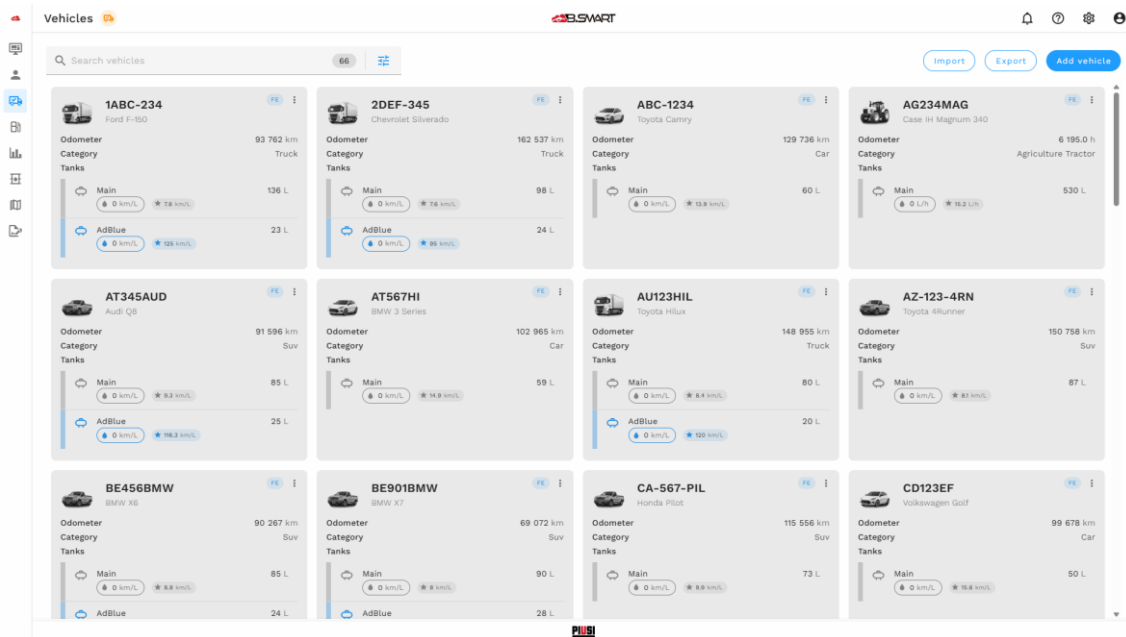 Vehicles
B.SMART
Search vehicles 66
Import Export Add vehicle
1ABC-234 FE
Ford F-150
Odometer 93 762 km
Category Truck
Tanks
Main 136 L
0 km/L 7.8 km/L
AdBlue 23 L
0 km/L 125 km/L
2DEF-345 FE
Chevrolet Silverado
Odometer 162 537 km
Category Truck
Tanks
Main 98 L
0 km/L 7.6 km/L
AdBlue 24 L
0 km/L 95 km/L
ABC-1234 FE
Toyota Camry
Odometer 129 736 km
Category Car
Tanks
Main 60 L
0 km/L 13.9 km/L
AG234MAG FE
Case IH Magnum 340
Odometer 6 195.0 h
Category Agriculture Tractor
Tanks
Main 530 L
0 L/h 15.2 L/h
AT345AUD FE
Audi Q8
Odometer 91 596 km
Category Suv
Tanks
Main 85 L
0 km/L 9.2 km/L
AdBlue 25 L
0 km/L 116.3 km/L
AT567HI FE
BMW 3 Series
Odometer 102 965 km
Category Car
Tanks
Main 59 L
0 km/L 14.9 km/L
AU123HIL FE
Toyota Hilux
Odometer 148 955 km
Category Truck
Tanks
Main 80 L
0 km/L 8.4 km/L
AdBlue 20 L
0 km/L 120 km/L
AZ-123-4RN FE
Toyota 4Runner
Odometer 150 758 km
Category Suv
Tanks
Main 87 L
0 km/L km/L
BE456BMW FE
BMW X6
Odometer 90 267 km
Category Suv
Tanks
Main 85 L
0 km/L km/L
AdBlue 24 L
BE901BMW FE
BMW X7
Odometer 69 072 km
Category Suv
Tanks
Main 90 L
0 km/L 8 km/L
AdBlue 28 L
CA-567-PIL FE
Honda Pilot
Odometer 115 556 km
Category Suv
Tanks
Main 73 L
0 km/L km/L
CD123EF FE
Volkswagen Golf
Odometer 99 678 km
Category Car
Tanks
Main 50 L
0 km/L 15.6 km/L
PIUSI